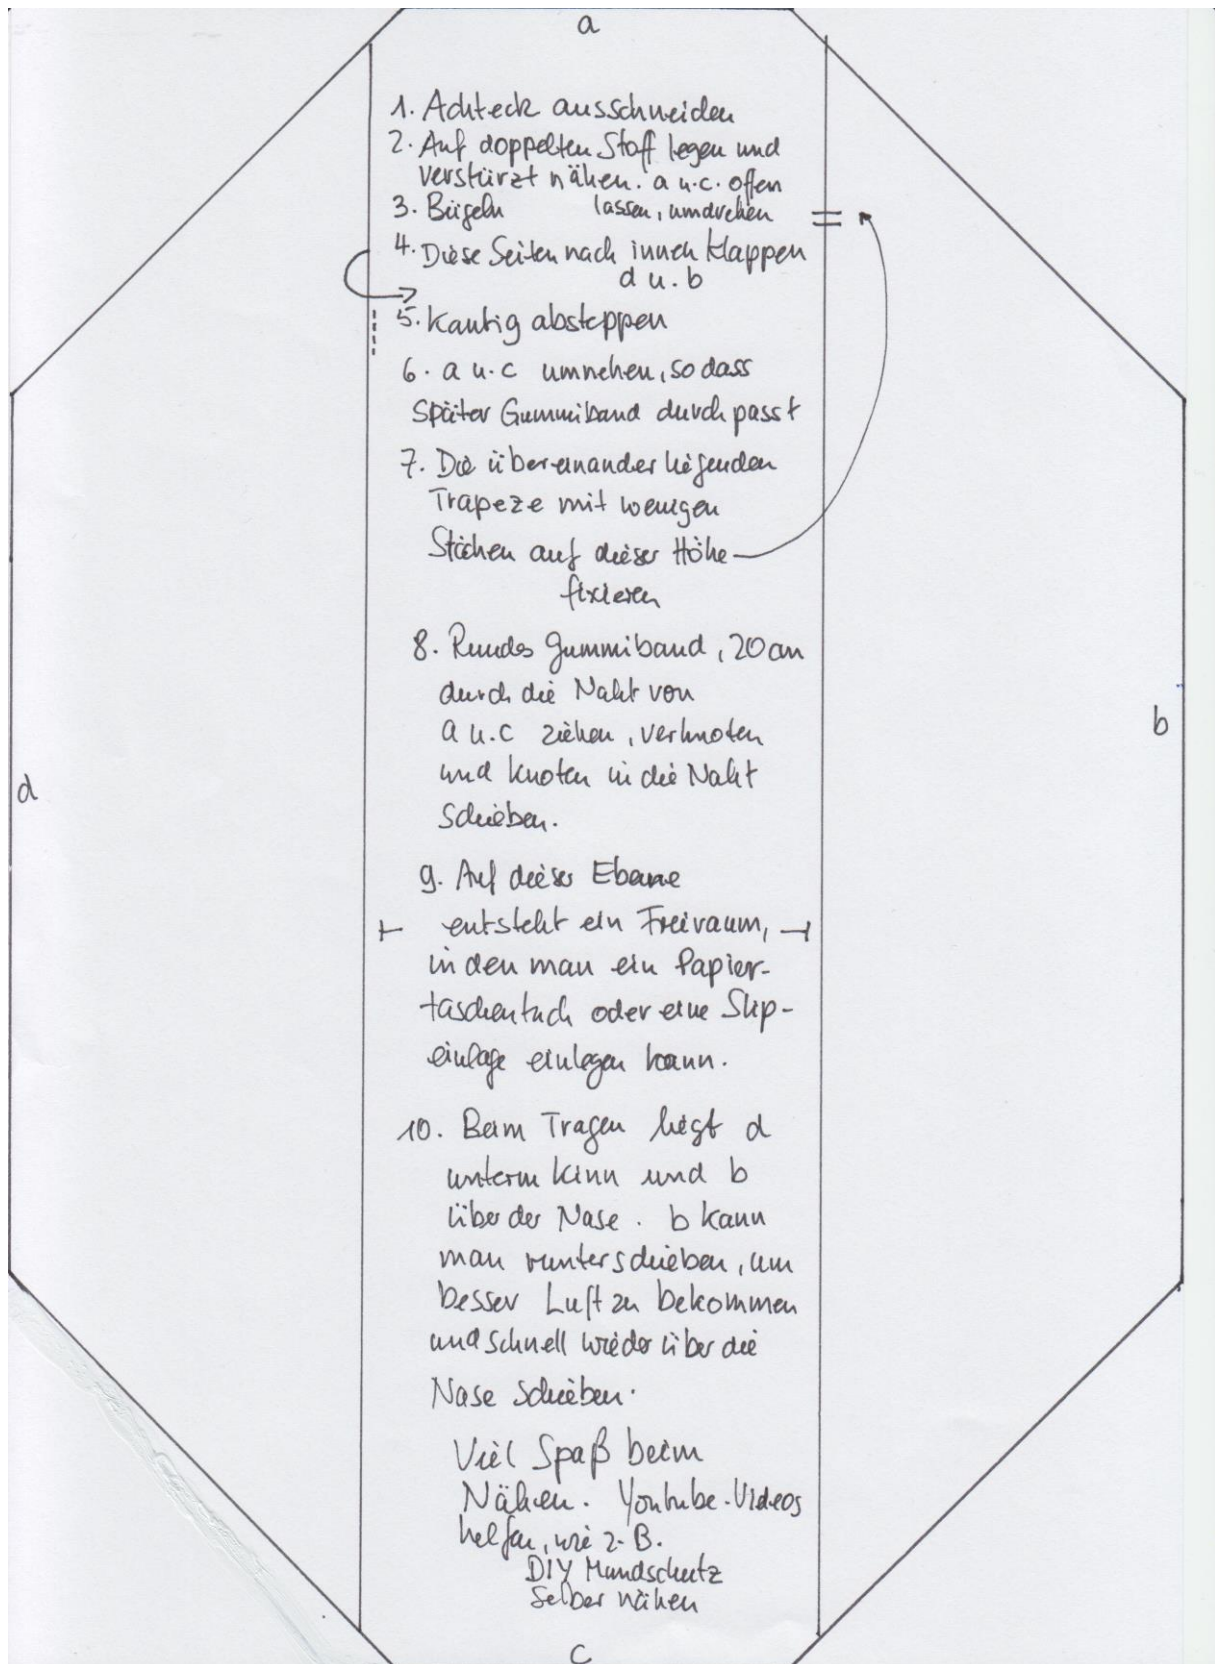 a
1. Achteck ausschneiden
2. Auf doppelten Stoff legen und
verstürzt nähen. a u.c. offen
3. Bügeln lassen, umdrehen
4. Diese Seiten nach innen klappen
d u. b
5. Kantig absteppen
6. a u.c umnehen, so dass
später Gummiband durchpasst
7. Die übereinander liegenden
Trapeze mit wenigen
Stichen auf dieser Höhe
fixieren
8. Rundes Gummiband, 20 cm
durch die Naht von
a u.c ziehen, verknoten
und Knoten in die Naht
schieben.
b
d
9. Auf dieser Ebene
entsteht ein Freiraum,
in den man ein Papier-
taschentuch oder eine Slip-
einlage einlegen kann.
10. Beim Tragen liegt d
unterm Kinn und b
über der Nase. b kann
man runterschieben, um
besser Luft zu bekommen
und schnell wieder über die
Nase schieben.
Viel Spaß beim
Nähen. Youtube-Videos
helfen, wie z.B.
DIY Mundschutz
selber nähen
c